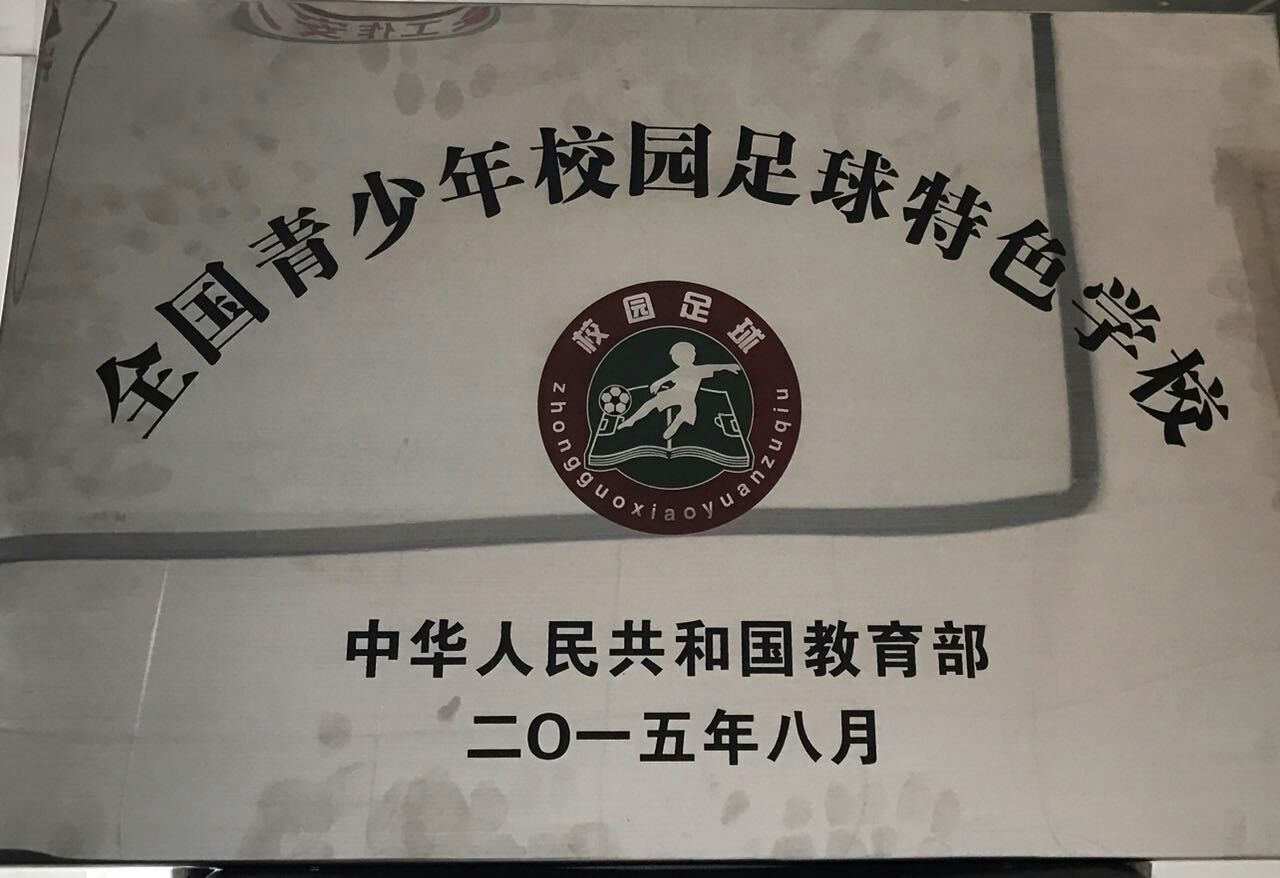 全国青少年校园足球特色学校
校园足球
zhongguoxiaoyuanzuqiu
中华人民共和国教育部
二〇一五年八月